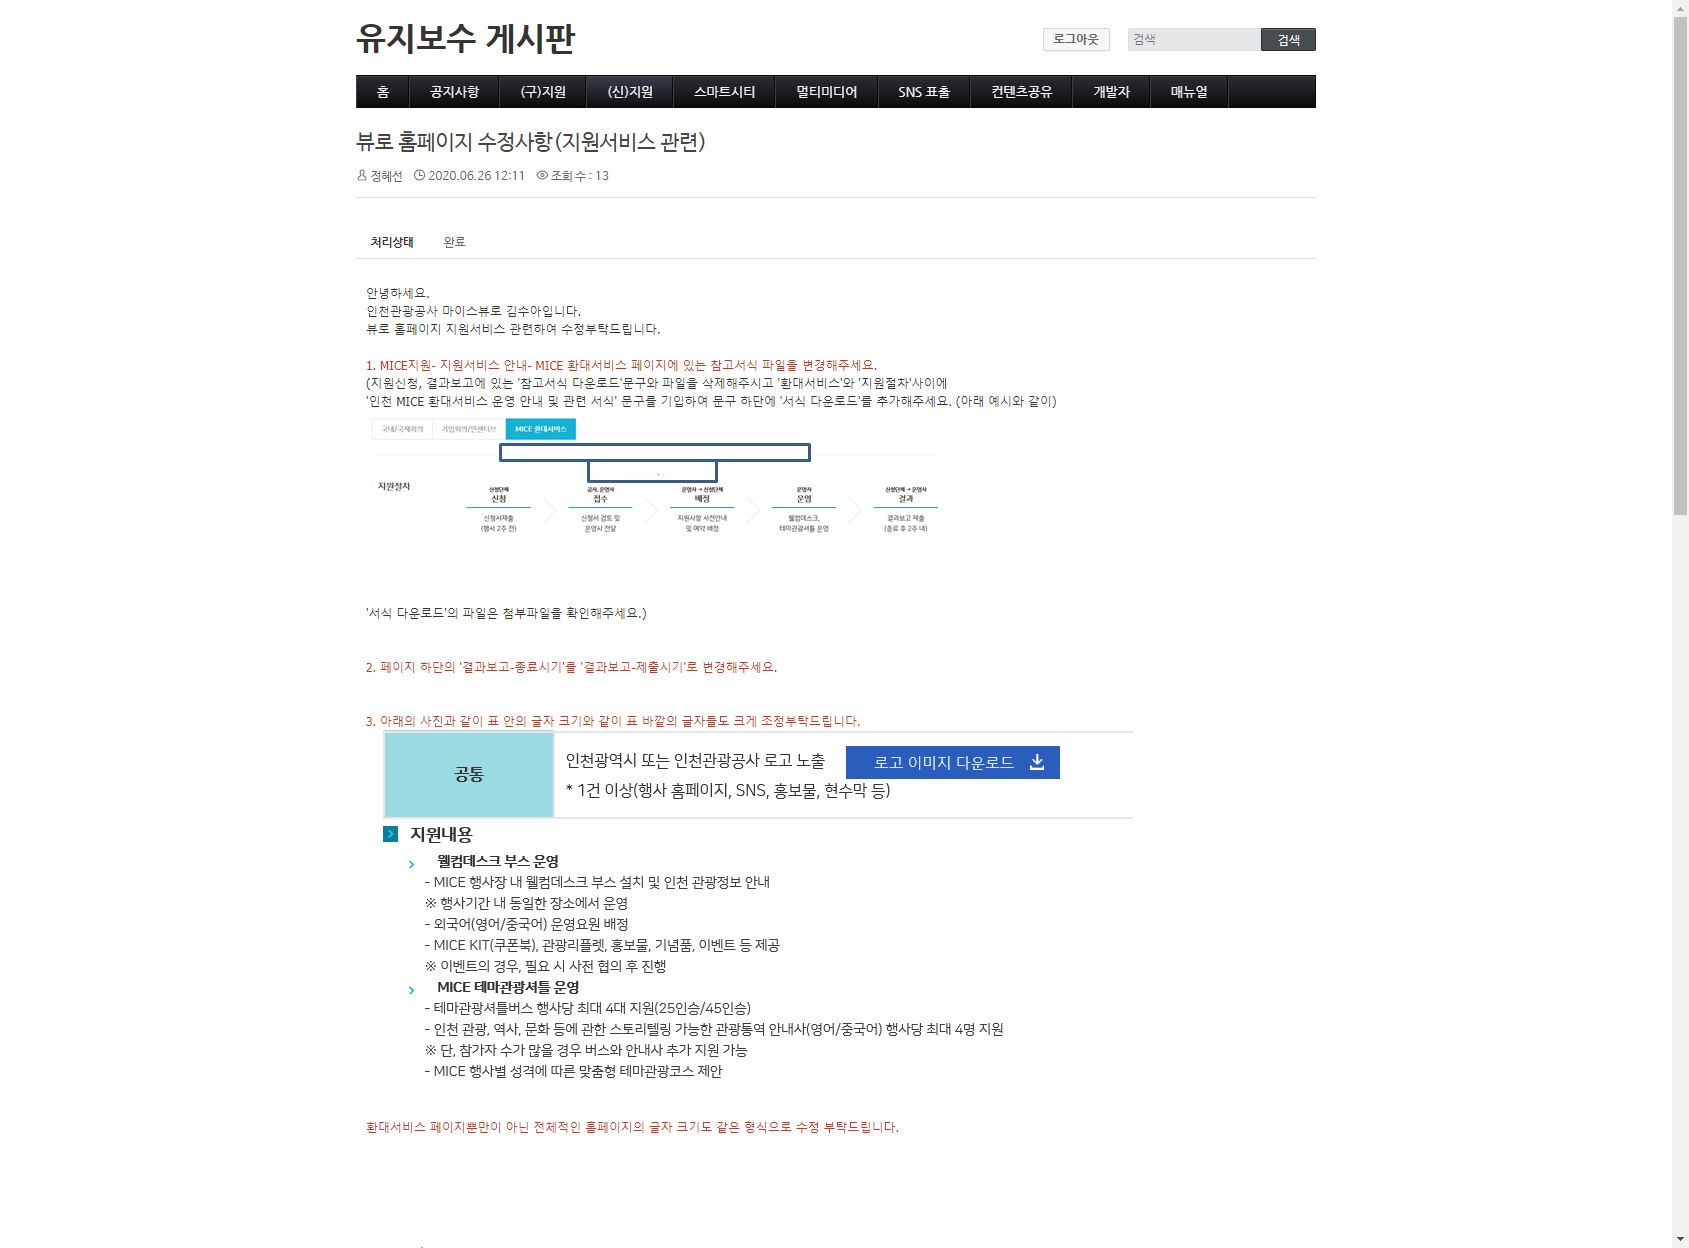 유지보수 게시판
로그아웃 검색 검색
홈 공지사항 (구)지원 (신)지원 스마트시티 멀티미디어 SNS 표출 컨텐츠공유 개발자 매뉴얼
뷰로 홈페이지 수정사항(지원서비스 관련)
정혜선 2020.06.26 12:11 조회 수 : 13
처리상태 완료
안녕하세요.
인천관광공사 마이스뷰로 김수아입니다.
뷰로 홈페이지 지원서비스 관련하여 수정부탁드립니다.
1. MICE지원- 지원서비스 안내- MICE 환대서비스 페이지에 있는 참고서식 파일을 변경해주세요.
(지원신청, 결과보고에 있는 '참고서식 다운로드'문구와 파일을 삭제해주시고 '환대서비스'와 '지원절차'사이에
'인천 MICE 환대서비스 운영 안내 및 관련 서식' 문구를 기입하여 문구 하단에 '서식 다운로드'를 추가해주세요. (아래 예시와 같이)
국내/국제회의 기업회의/인센티브 MICE 환대서비스
지원절차
신청단체 공사, 운영사 운영사 → 신청단체 운영사 신청단체 → 운영사
신청 접수 배정 운영 결과
신청서제출 신청서 검토 및 지원사항 사전안내 웰컴데스크, 결과보고 제출
(행사 2주 전) 운영사 전달 및 예약 배정 테마관광셔틀 운영 (종료 후 2주 내)
'서식 다운로드'의 파일은 첨부파일을 확인해주세요.)
2. 페이지 하단의 '결과보고-종료시기'를 '결과보고-제출시기'로 변경해주세요.
3. 아래의 사진과 같이 표 안의 글자 크기와 같이 표 바깥의 글자들도 크게 조정부탁드립니다.
공통
인천광역시 또는 인천관광공사 로고 노출 로고 이미지 다운로드
* 1건 이상(행사 홈페이지, SNS, 홍보물, 현수막 등)
지원내용
웰컴데스크 부스 운영
- MICE 행사장 내 웰컴데스크 부스 설치 및 인천 관광정보 안내
※ 행사기간 내 동일한 장소에서 운영
- 외국어(영어/중국어) 운영요원 배정
- MICE KIT(쿠폰북), 관광리플렛, 홍보물, 기념품, 이벤트 등 제공
※ 이벤트의 경우, 필요 시 사전 협의 후 진행
MICE 테마관광셔틀 운영
- 테마관광셔틀버스 행사당 최대 4대 지원(25인승/45인승)
- 인천 관광, 역사, 문화 등에 관한 스토리텔링 가능한 관광통역 안내사(영어/중국어) 행사당 최대 4명 지원
※ 단, 참가자 수가 많을 경우 버스와 안내사 추가 지원 가능
- MICE 행사별 성격에 따른 맞춤형 테마관광코스 제안
환대서비스 페이지뿐만이 아닌 전체적인 홈페이지의 글자 크기도 같은 형식으로 수정 부탁드립니다.